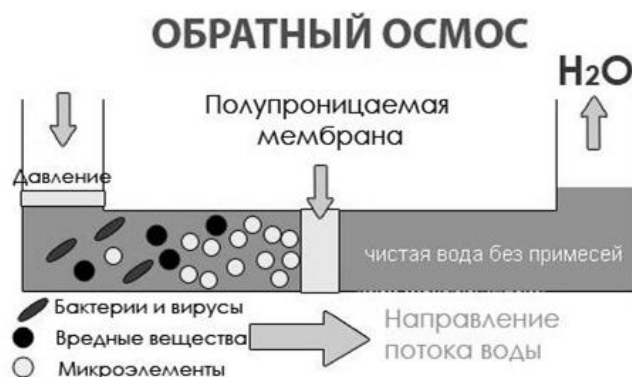 ОБРАТНЫЙ ОСМОС
H2O
Полупроницаемая
мембрана
Давление
чистая вода без примесей
Бактерии и вирусы
Вредные вещества
Микроэлементы
Направление
потока воды